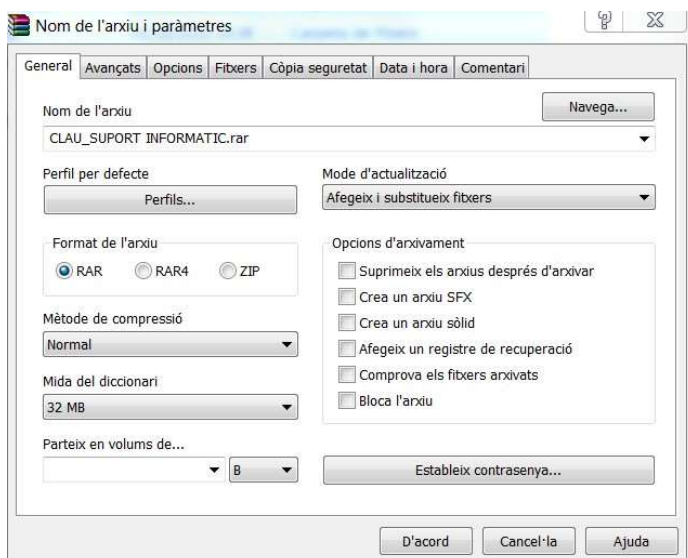 Nom de l'arxiu i paràmetres
General Avançats Opcions Fitxers Còpia seguretat Data i hora Comentari
Nom de l'arxiu
Navega...
CLAU_SUPORT INFORMATIC.rar
Perfil per defecte
Perfils...
Mode d'actualització
Afegeix i substitueix fitxers
Format de l'arxiu
RAR RAR4 ZIP
Mètode de compressió
Normal
Mida del diccionari
32 MB
Parteix en volums de...
B
Opcions d'arxivament
Suprimeix els arxius després d'arxivar
Crea un arxiu SFX
Crea un arxiu sòlid
Afegeix un registre de recuperació
Comprova els fitxers arxivats
Bloca l'arxiu
Estableix contrasenya...
D'acord Cancel·la Ajuda